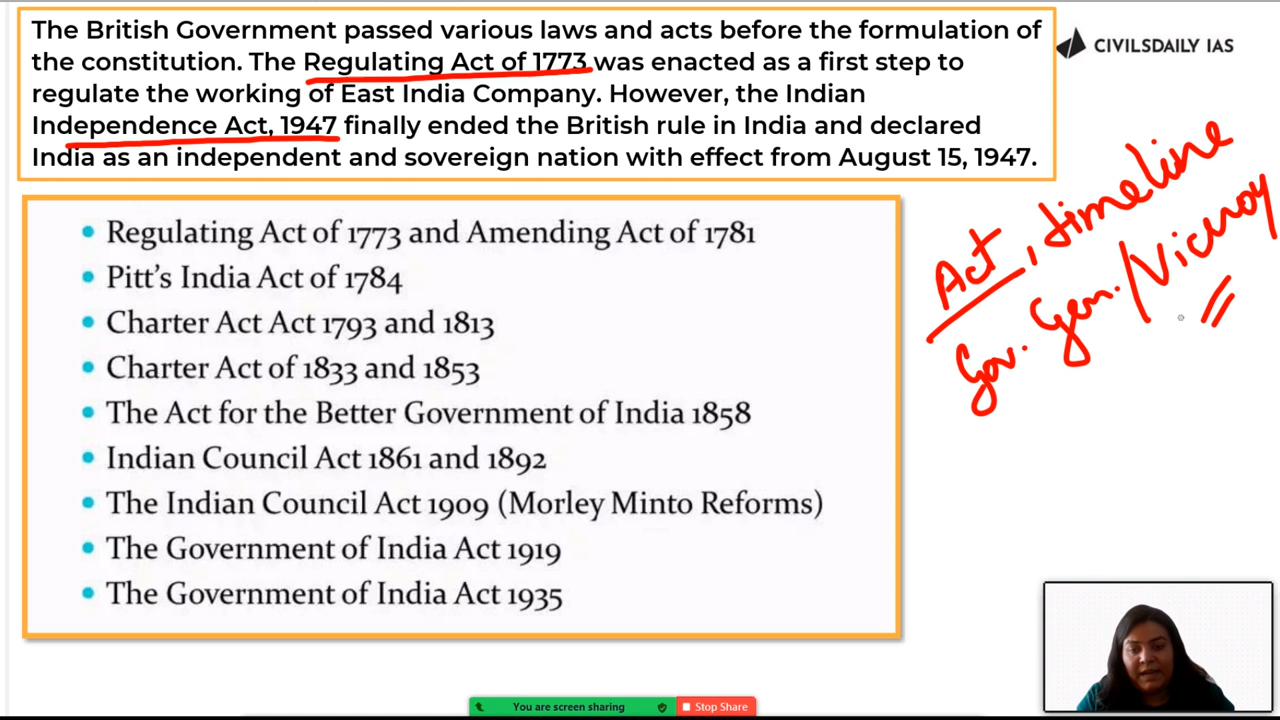 The British Government passed various laws and acts before the formulation of
the constitution. The Regulating Act of 1773 was enacted as a first step to
regulate the working of East India Company. However, the Indian
Independence Act, 1947 finally ended the British rule in India and declared
India as an independent and sovereign nation with effect from August 15, 1947.
CIVILSDAILY IAS
• Regulating Act of 1773 and Amending Act of 1781
• Pitt's India Act of 1784
• Charter Act Act 1793 and 1813
• Charter Act of 1833 and 1853
• The Act for the Better Government of India 1858
• Indian Council Act 1861 and 1892
• The Indian Council Act 1909 (Morley Minto Reforms)
• The Government of India Act 1919
• The Government of India Act 1935
Act, timeline
Gov. Gen./Viceroy
You are screen sharing
Stop Share